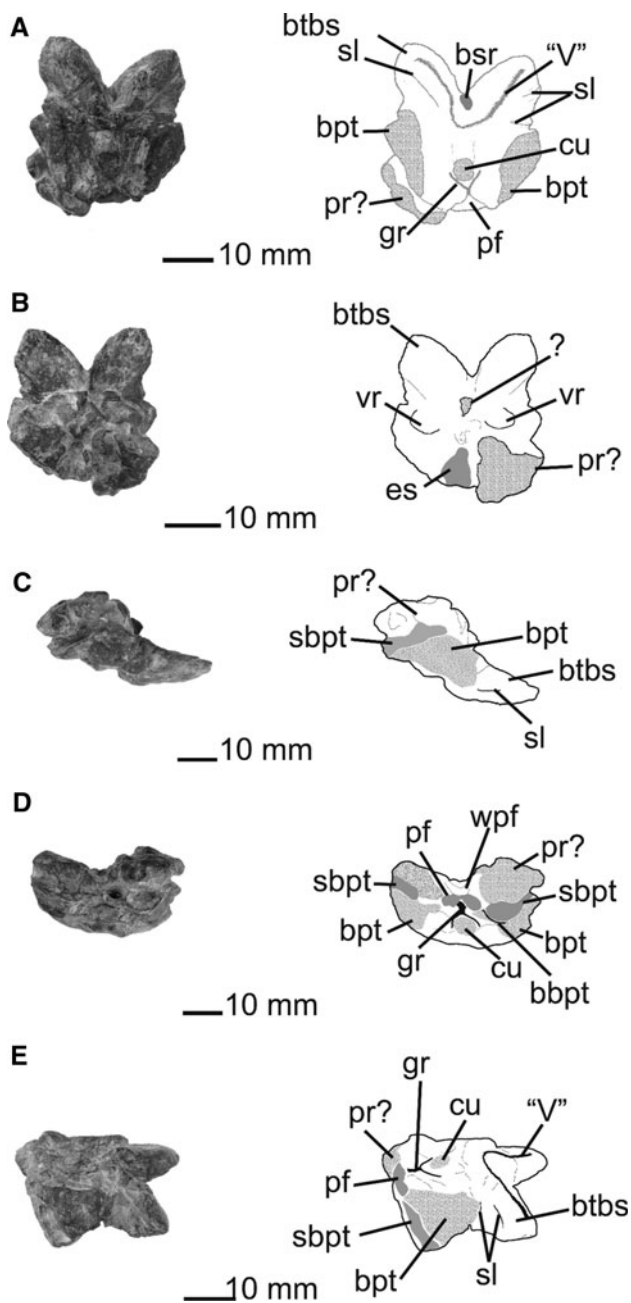 A
btbs
sl
bsr
“V”
sl
bpt
cu
bpt
pr?
gr
pf
10 mm
B
btbs
?
vr
vr
pr?
es
10 mm
C
pr?
bpt
sbpt
btbs
sl
10 mm
D
wpf
pf
pr?
sbpt
sbpt
bpt
bpt
gr
cu
bbpt
10 mm
E
gr
cu
“V”
pr?
pf
btbs
sbpt
bpt
sl
10 mm